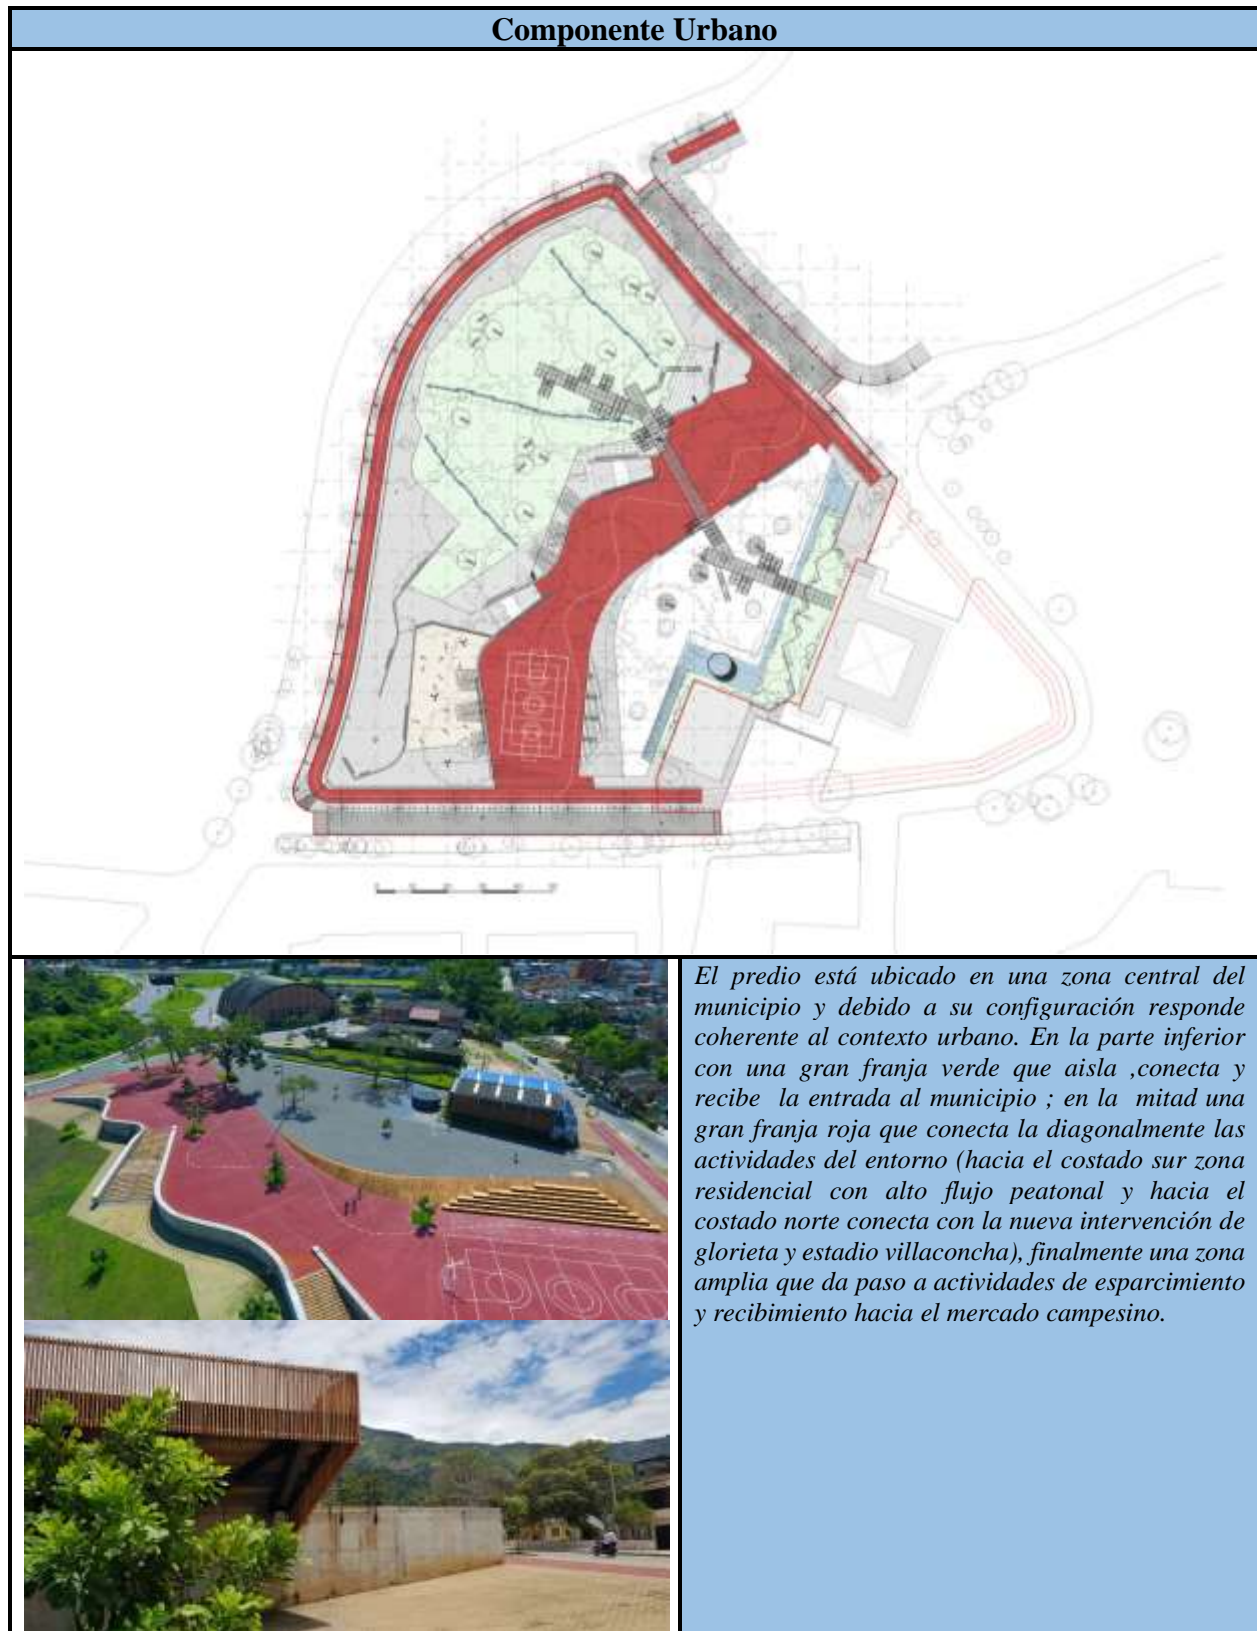 Componente Urbano
El predio está ubicado en una zona central del
municipio y debido a su configuración responde
coherente al contexto urbano. En la parte inferior
con una gran franja verde que aisla ,conecta y
recibe la entrada al municipio ; en la mitad una
gran franja roja que conecta la diagonalmente las
actividades del entorno (hacia el costado sur zona
residencial con alto flujo peatonal y hacia el
costado norte conecta con la nueva intervención de
glorieta y estadio villaconcha), finalmente una zona
amplia que da paso a actividades de esparcimiento
y recibimiento hacia el mercado campesino.